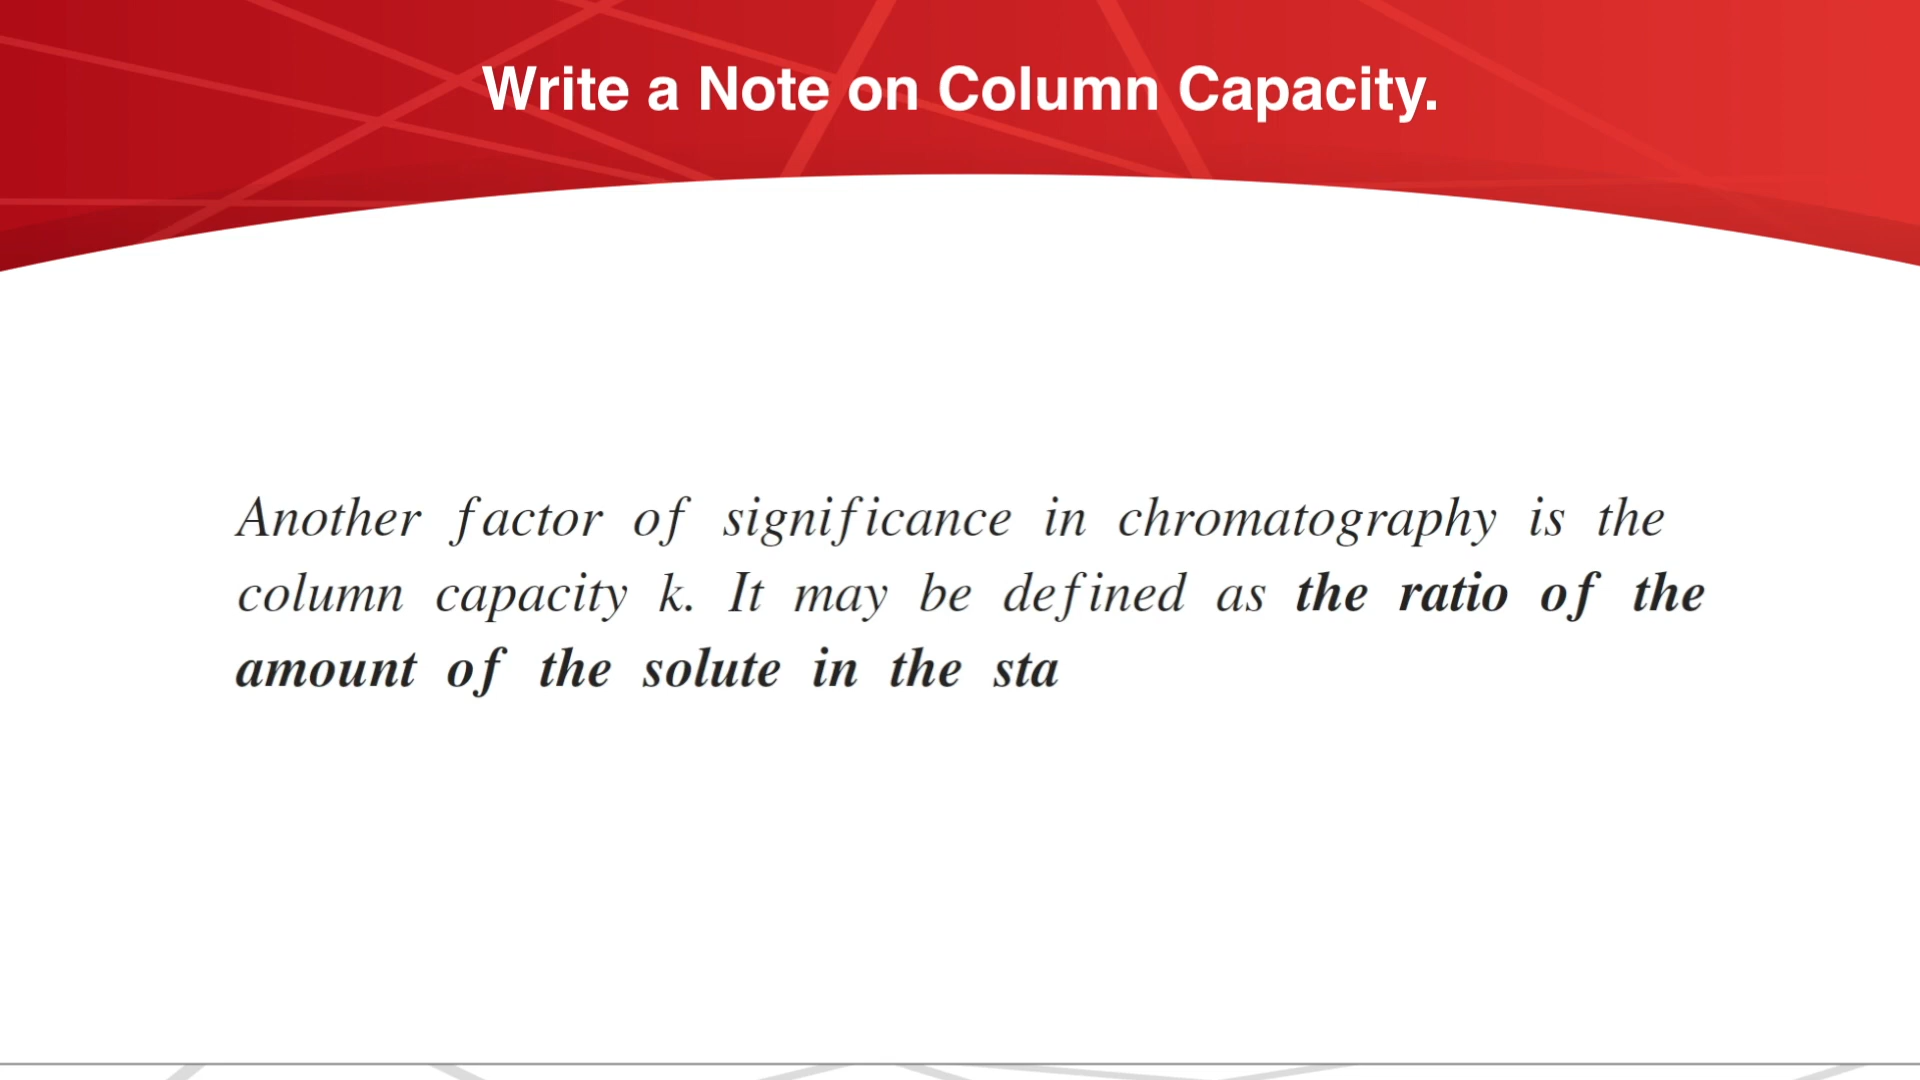 Write a Note on Column Capacity.
Another factor of significance in chromatography is the
column capacity k. It may be defined as the ratio of the
amount of the solute in the sta